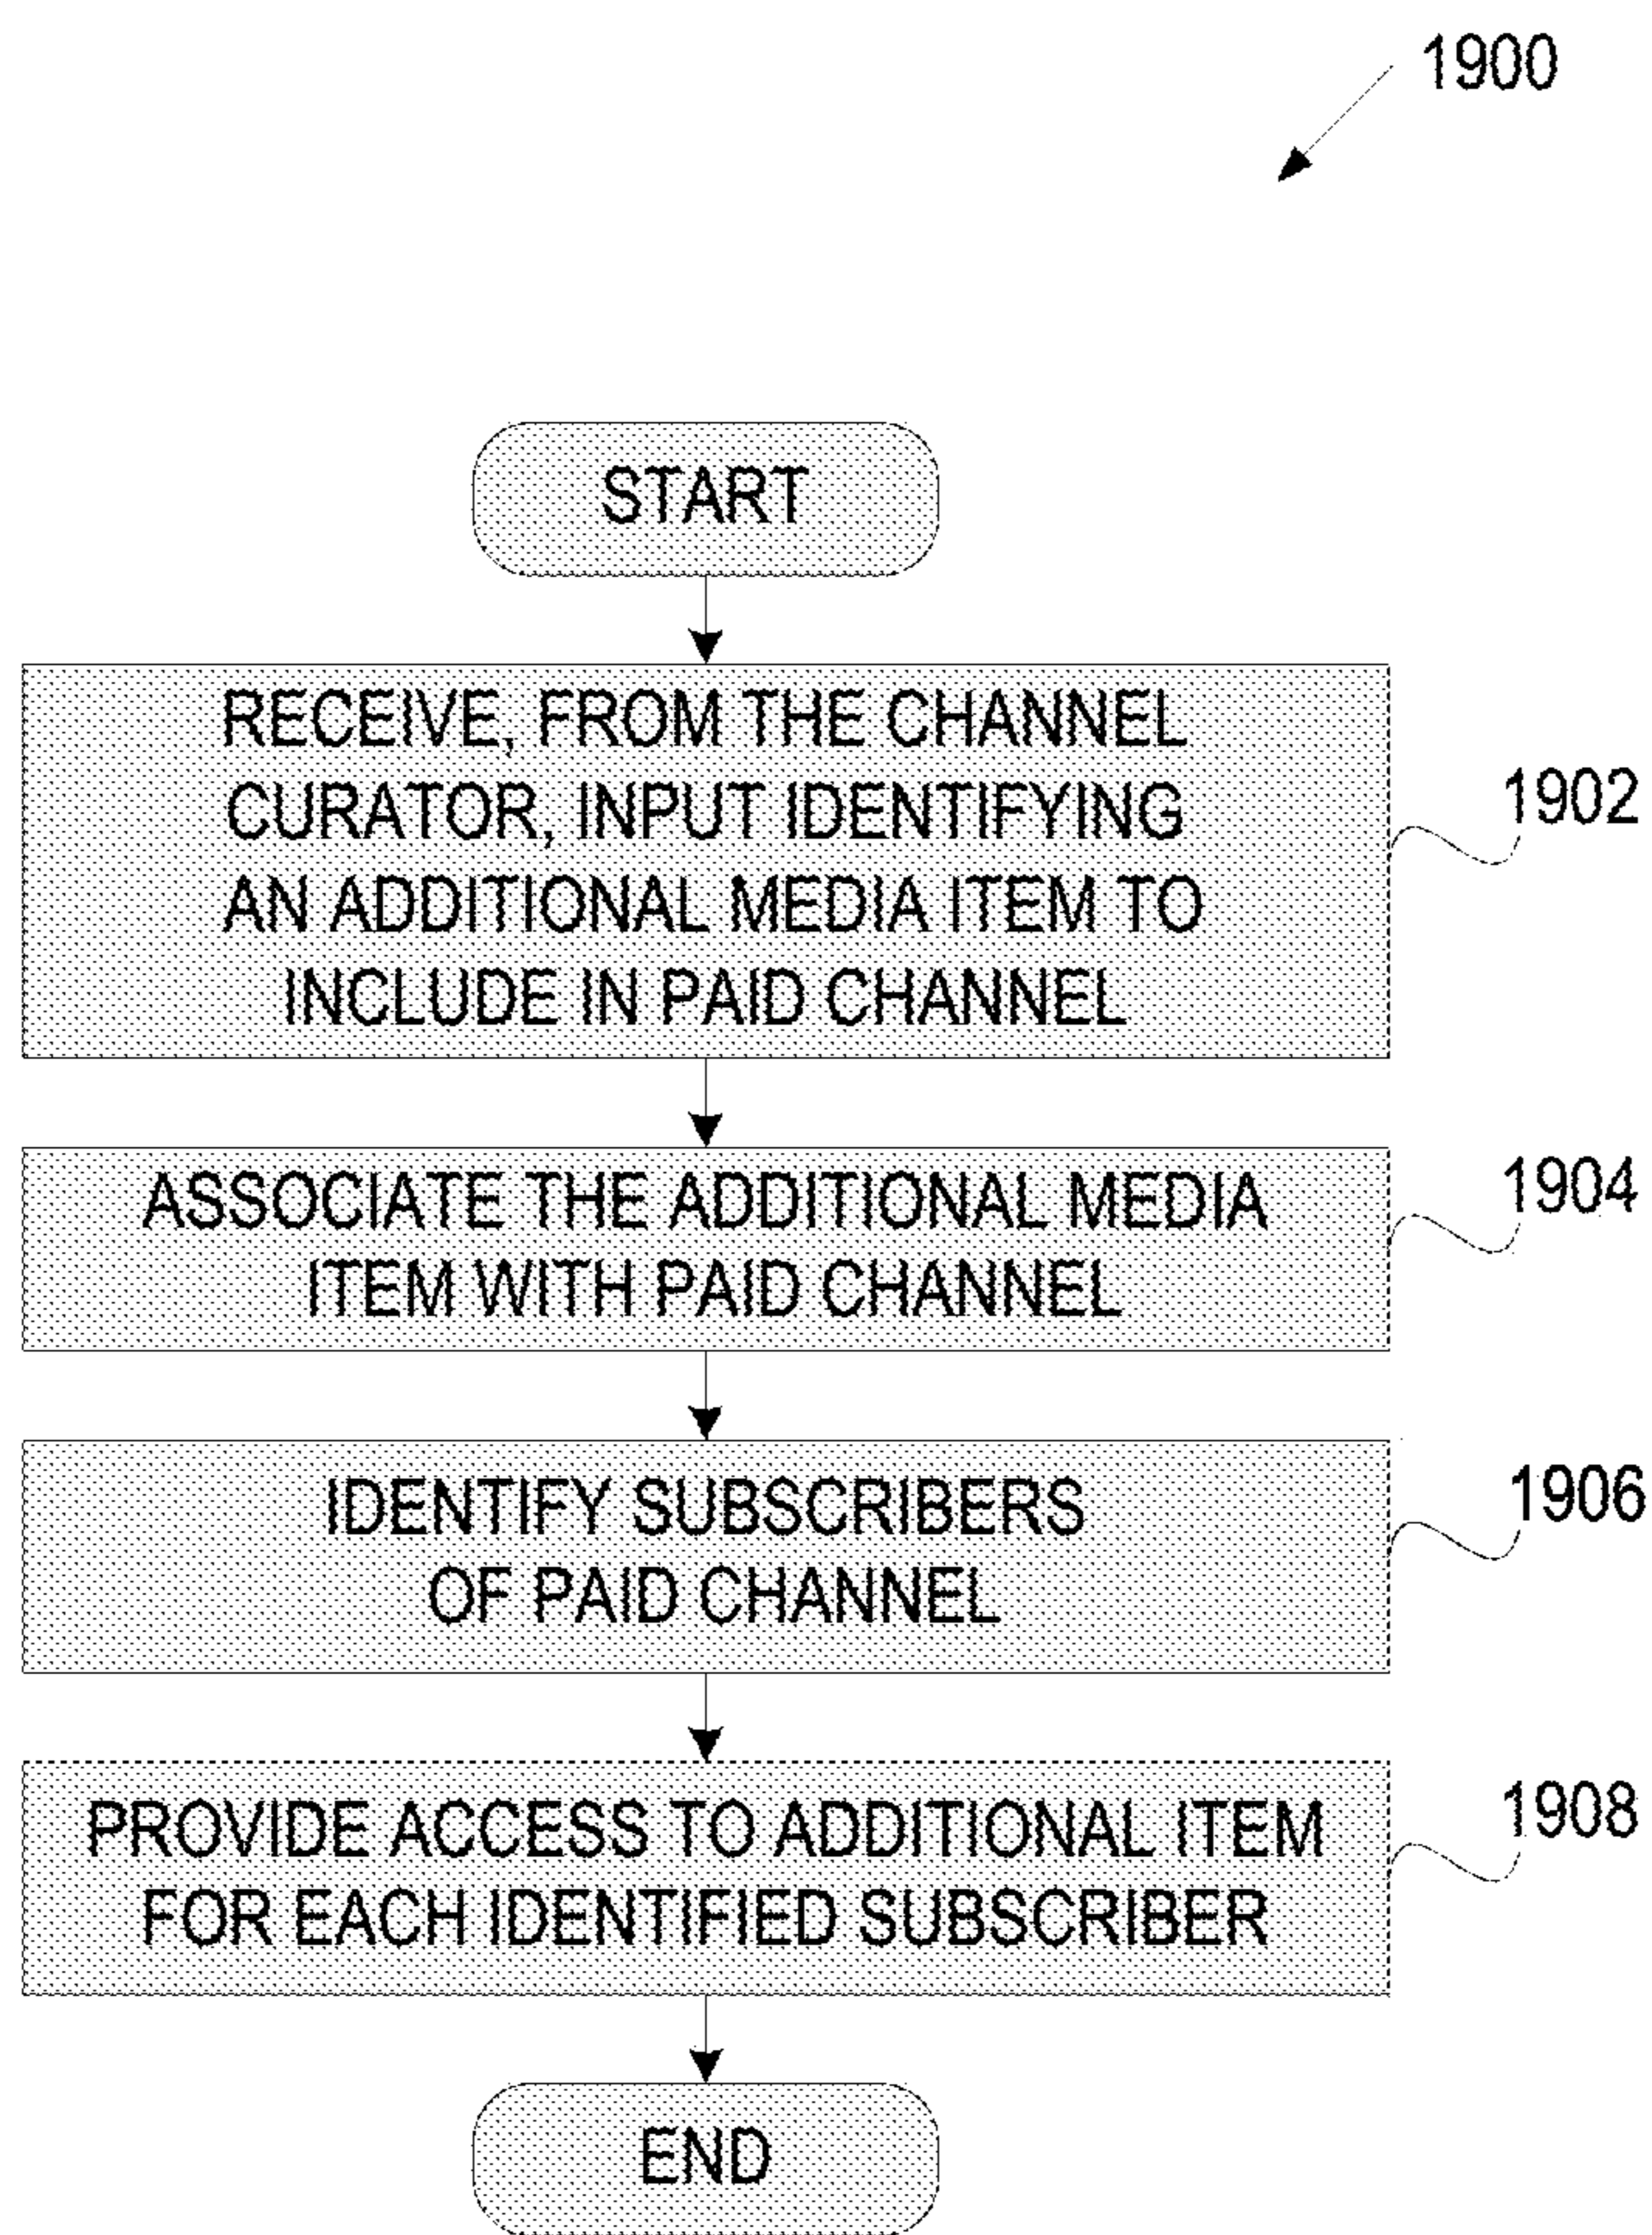 1900
START
RECEIVE, FROM THE CHANNEL
CURATOR, INPUT IDENTIFYING
AN ADDITIONAL MEDIA ITEM TO
INCLUDE IN PAID CHANNEL
1902
ASSOCIATE THE ADDITIONAL MEDIA
ITEM WITH PAID CHANNEL
1904
IDENTIFY SUBSCRIBERS
OF PAID CHANNEL
1906
PROVIDE ACCESS TO ADDITIONAL ITEM
FOR EACH IDENTIFIED SUBSCRIBER
1908
END